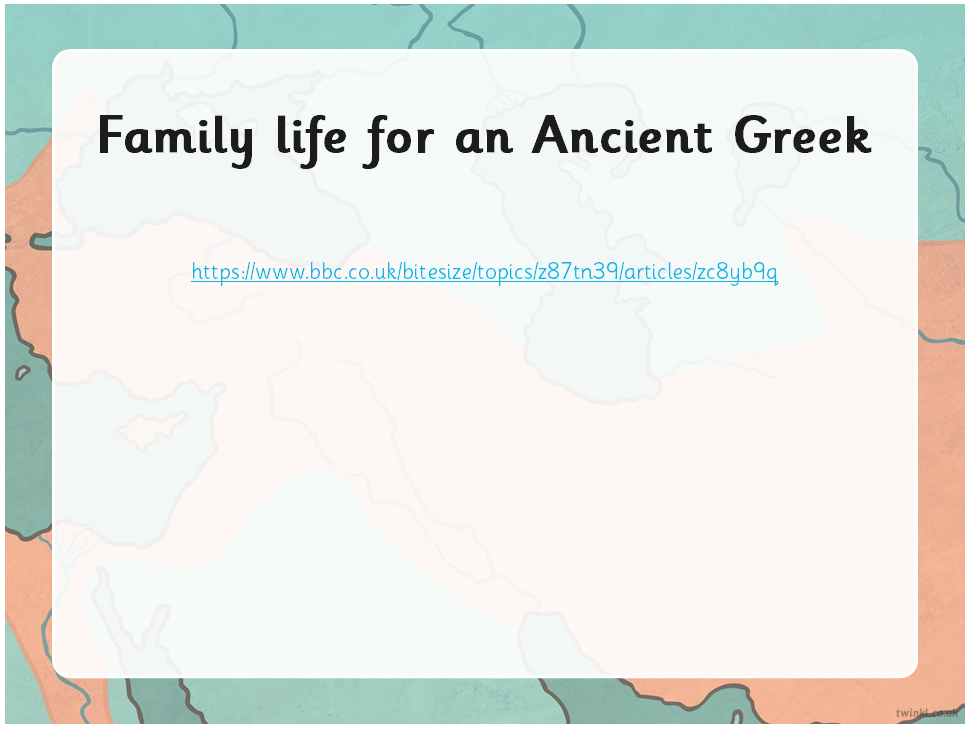 Family life for an Ancient Greek
https://www.bbc.co.uk/bitesize/topics/z87tn39/articles/zc8yb9q
twinkl.co.uk